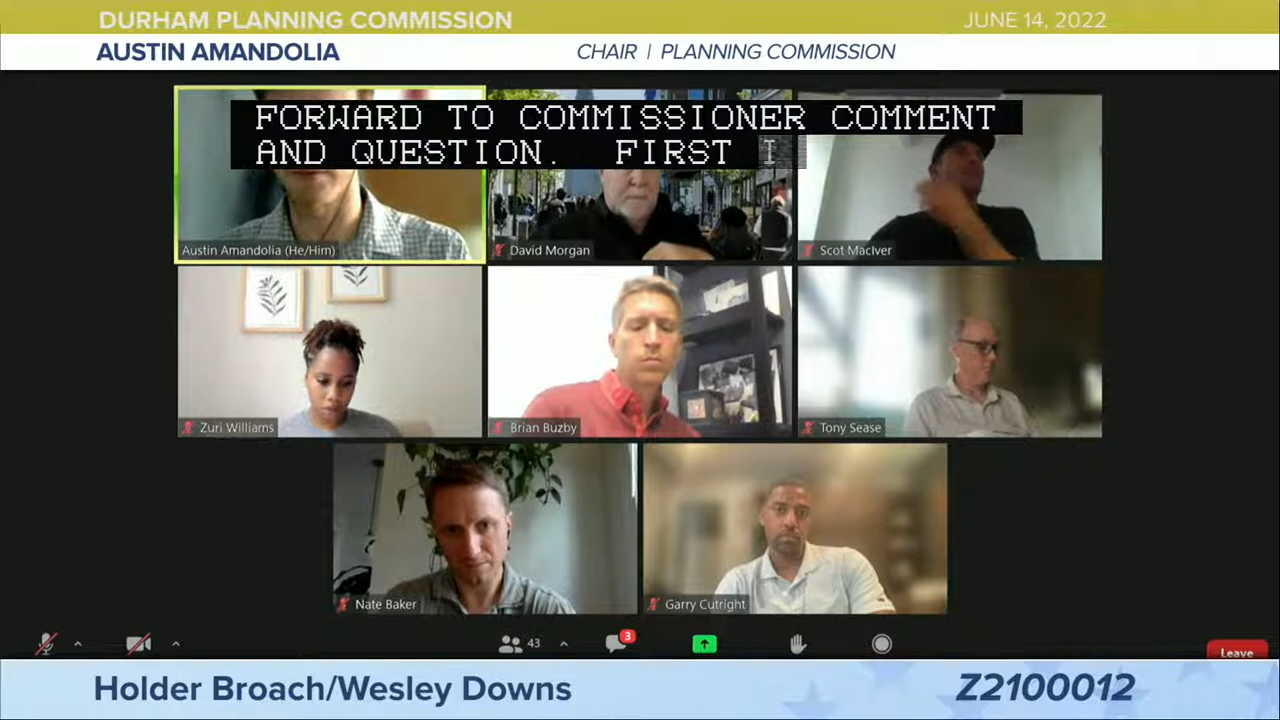 DURHAM PLANNING COMMISSION
JUNE 14, 2022
AUSTIN AMANDOLIA
CHAIR | PLANNING COMMISSION
FORWARD TO COMMISSIONER COMMENT
AND QUESTION. FIRST I
Austin Amandolia (He/Him)
David Morgan
Scot MacIver
Zuri Williams
Brian Buzby
Tony Sease
Nate Baker
Garry Cutright
43
3
Leave
Holder Broach/Wesley Downs
Z2100012